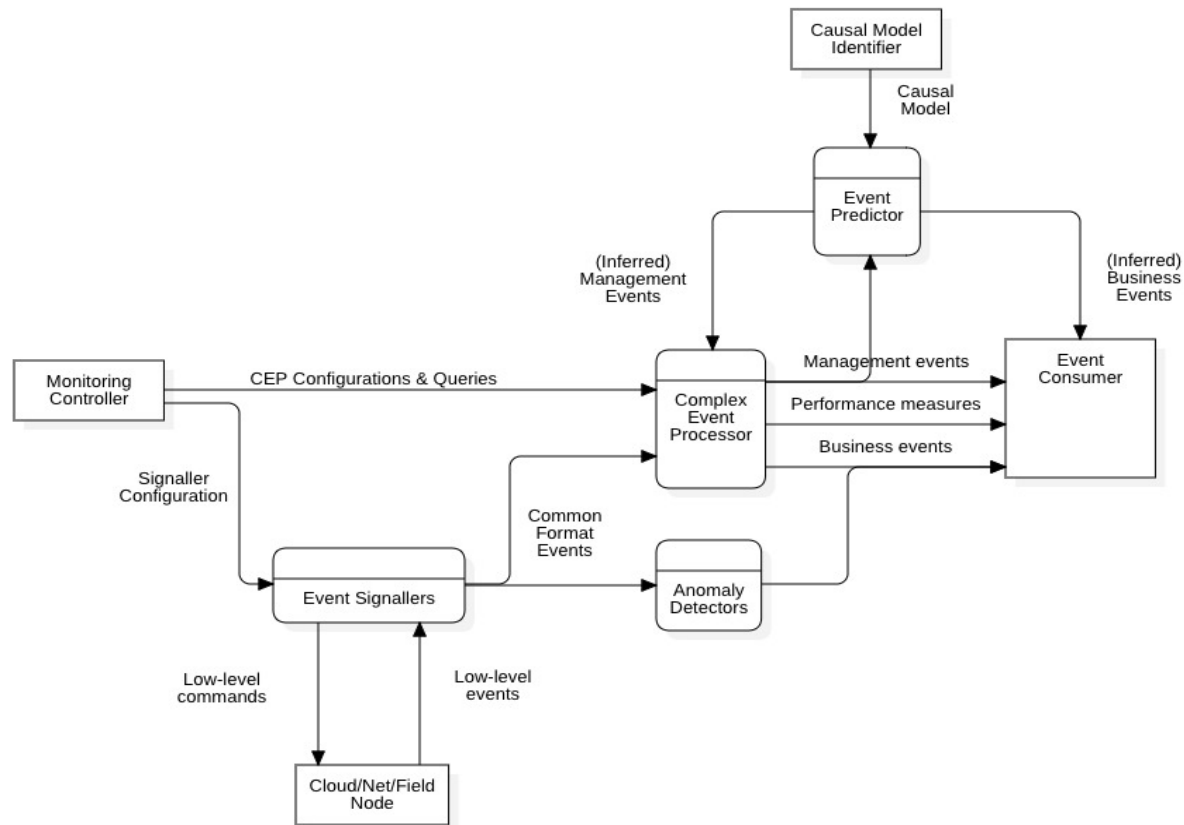 Causal Model
Identifier
Causal
Model
Event
Predictor
(Inferred)
Management
Events
(Inferred)
Business
Events
Monitoring
Controller
CEP Configurations & Queries
Complex
Event
Processor
Management events
Performance measures
Business events
Event
Consumer
Signaller
Configuration
Common
Format
Events
Event Signallers
Anomaly
Detectors
Low-level
commands
Low-level
events
Cloud/Net/Field
Node